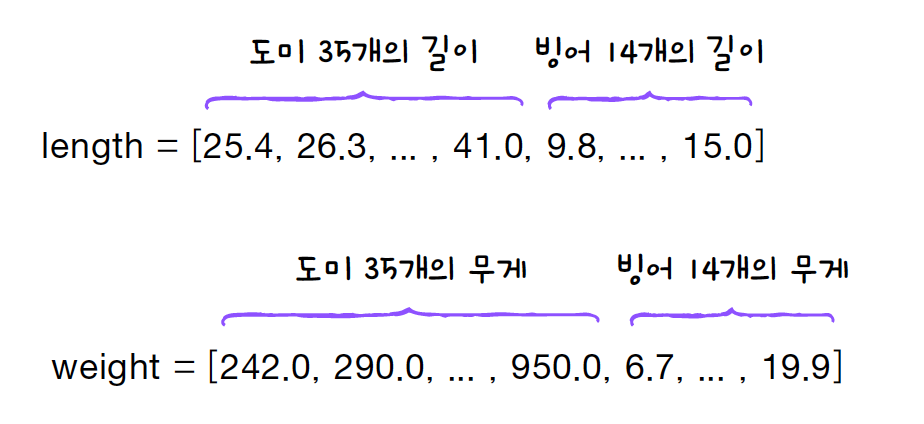 도미 35개의 길이 빙어 14개의 길이
length = [25.4, 26.3, ... , 41.0, 9.8, ... , 15.0]
도미 35개의 무게 빙어 14개의 무게
weight = [242.0, 290.0, ... , 950.0, 6.7, ... , 19.9]